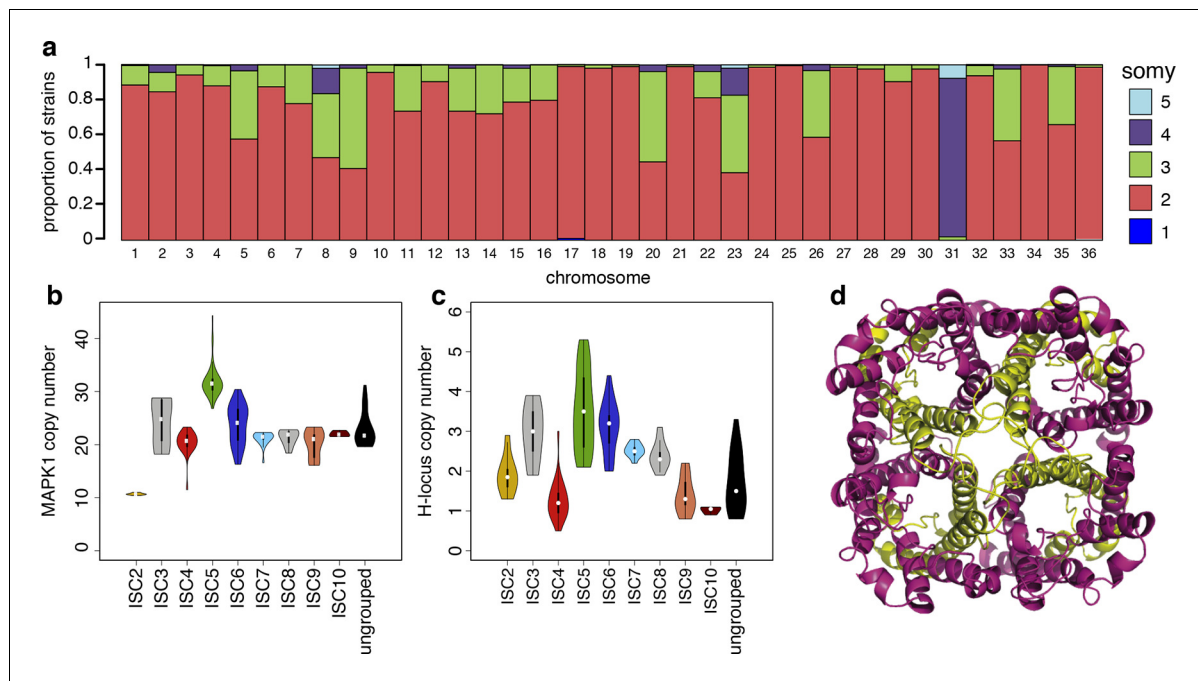 a
proportion of strains
1
0.8
0.6
0.4
0.2
0
1 2 3 4 5 6 7 8 9 10 11 12 13 14 15 16 17 18 19 20 21 22 23 24 25 26 27 28 29 30 31 32 33 34 35 36
chromosome
somy
5
4
3
2
1
b
MAPK1 copy number
40
30
20
10
0
ISC2
ISC3
ISC4
ISC5
ISC6
ISC7
ISC8
ISC9
ISC10
ungrouped
c
H-locus copy number
6
5
4
3
2
1
0
ISC2
ISC3
ISC4
ISC5
ISC6
ISC7
ISC8
ISC9
ISC10
ungrouped
d